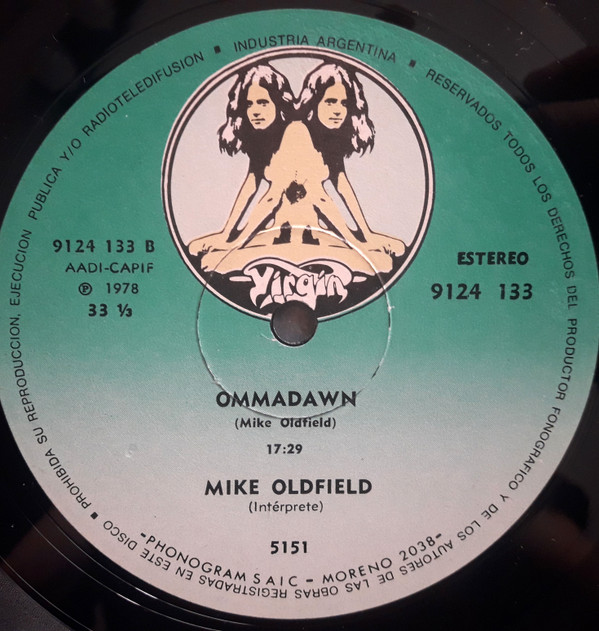 ■ PROHIBIDA SU REPRODUCCION, EJECUCION PUBLICA Y/O RADIOTELEDIFUSION ■ INDUSTRIA ARGENTINA ■ RESERVADOS TODOS LOS DERECHOS DEL PRODUCTOR FONOGRAFICO Y DE LOS AUTORES DE LAS OBRAS REGISTRADAS EN ESTE DISCO
Virgin
9124 133 B
AADI-CAPIF
Ⓟ 1978
33 ⅓
ESTEREO
9124 133
OMMADAWN
(Mike Oldfield)
17:29
MIKE OLDFIELD
(Intérprete)
5151
-PHONOGRAM SAIC - MORENO 2038-